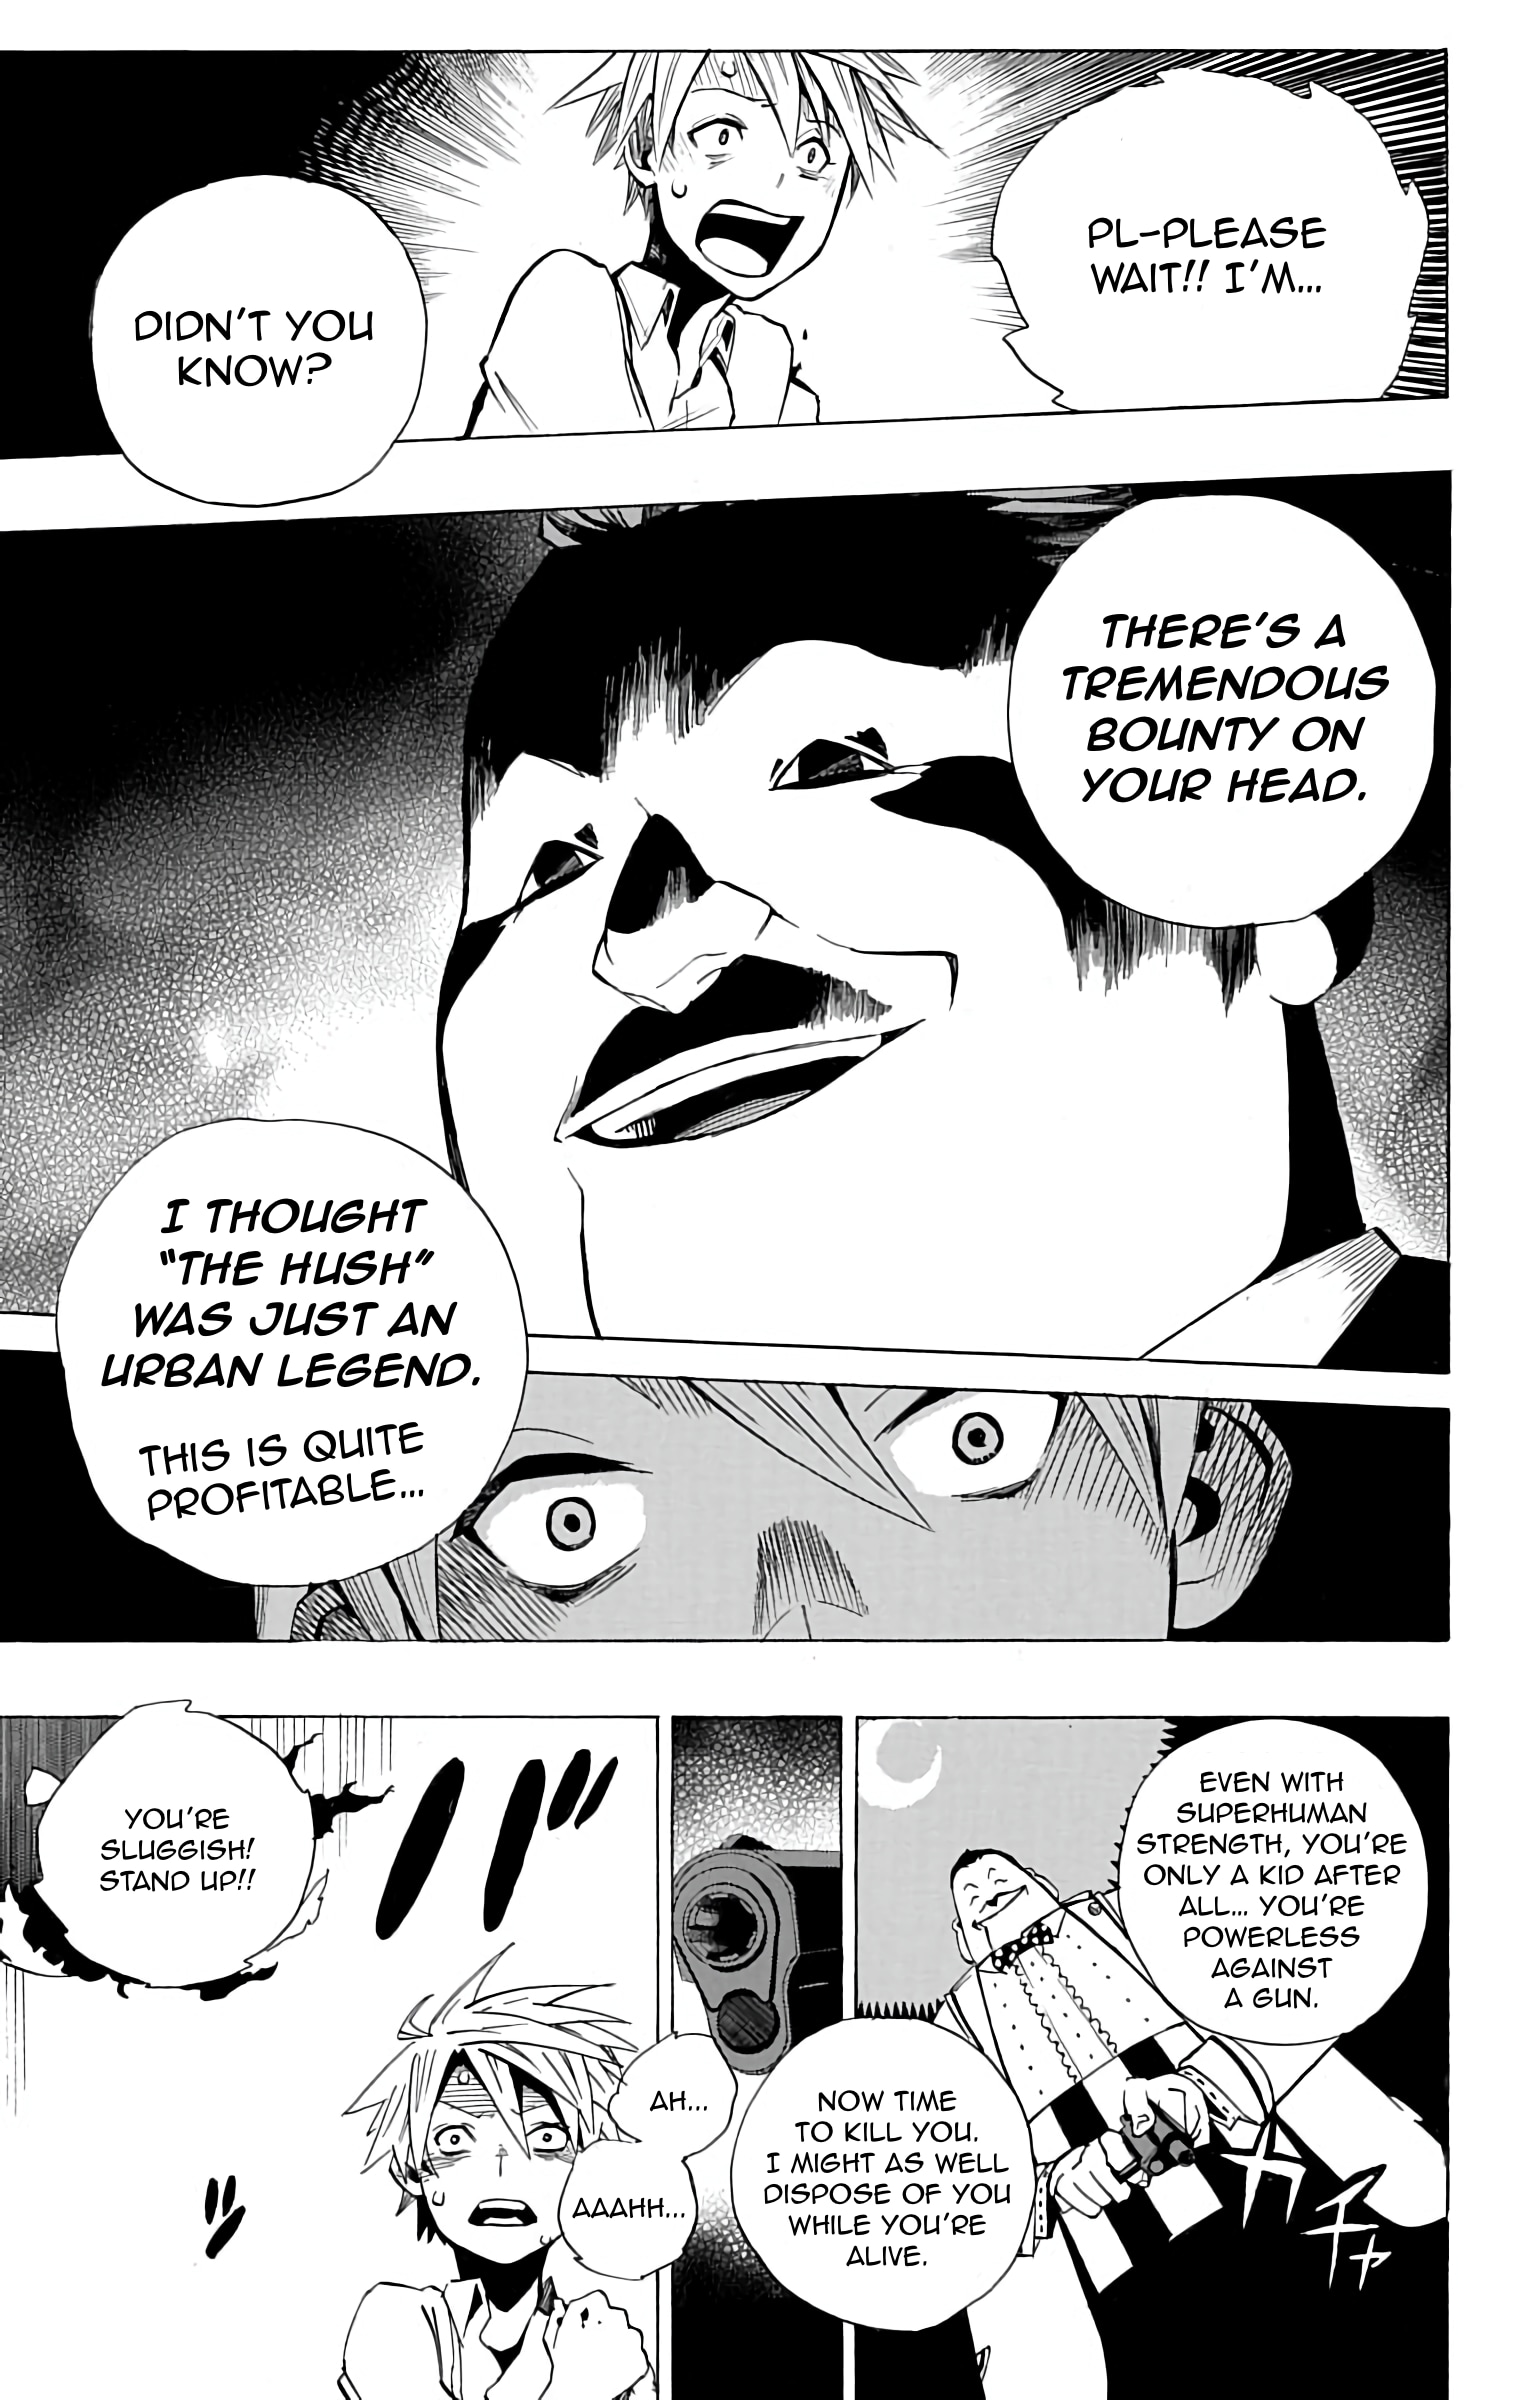 PL-PLEASE
WAIT!! I'M...
DIDN'T YOU
KNOW?
THERE'S A
TREMENDOUS
BOUNTY ON
YOUR HEAD.
I THOUGHT
"THE HUSH"
WAS JUST AN
URBAN LEGEND.
THIS IS QUITE
PROFITABLE...
EVEN WITH
SUPERHUMAN
STRENGTH, YOU'RE
ONLY A KID AFTER
ALL... YOU'RE
POWERLESS
AGAINST
A GUN.
ガチャ
NOW TIME
TO KILL YOU.
I MIGHT AS WELL
DISPOSE OF YOU
WHILE YOU'RE
ALIVE.
AH...
AAAHH...
YOU'RE
SLUGGISH!
STAND UP!!